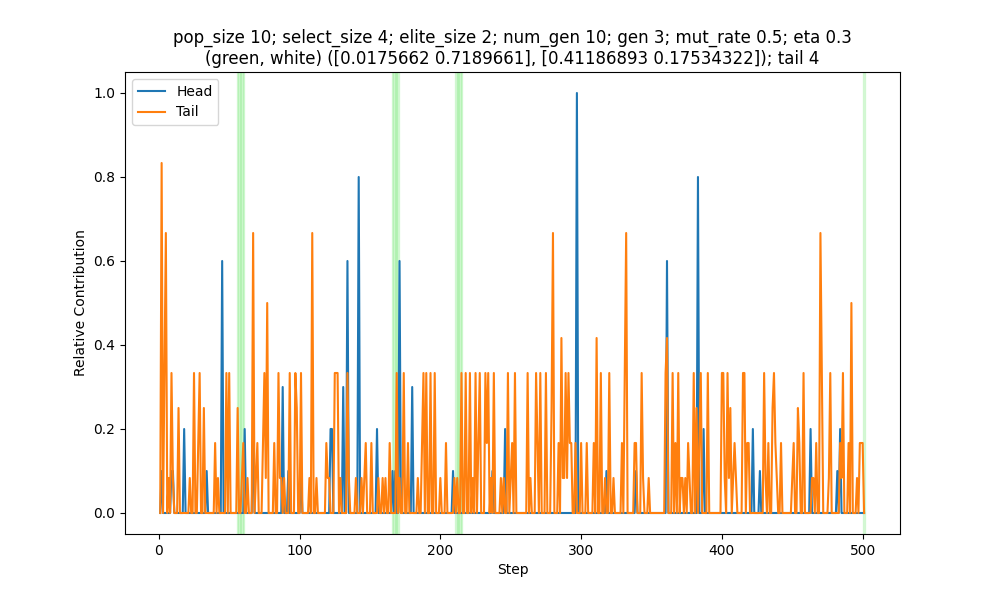 pop_size 10; select_size 4; elite_size 2; num_gen 10; gen 3; mut_rate 0.5; eta 0.3
(green, white) ([0.0175662 0.7189661], [0.41186893 0.17534322]); tail 4
Head
Tail
1.0
0.8
0.6
0.4
0.2
0.0
Relative Contribution
0
100
200
300
400
500
Step